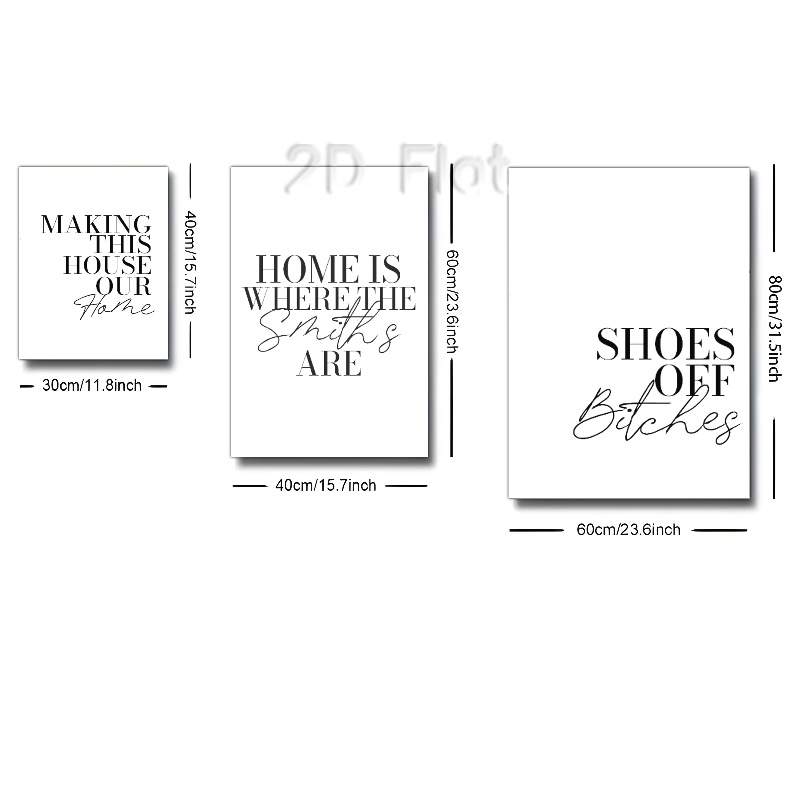 2D Flat
MAKING
THIS
HOUSE
OUR
Home
40cm/15.7inch
30cm/11.8inch
HOME IS
WHERE THE
Smith's
ARE
60cm/23.6inch
40cm/15.7inch
SHOES
OFF
Bitches
80cm/31.5inch
60cm/23.6inch